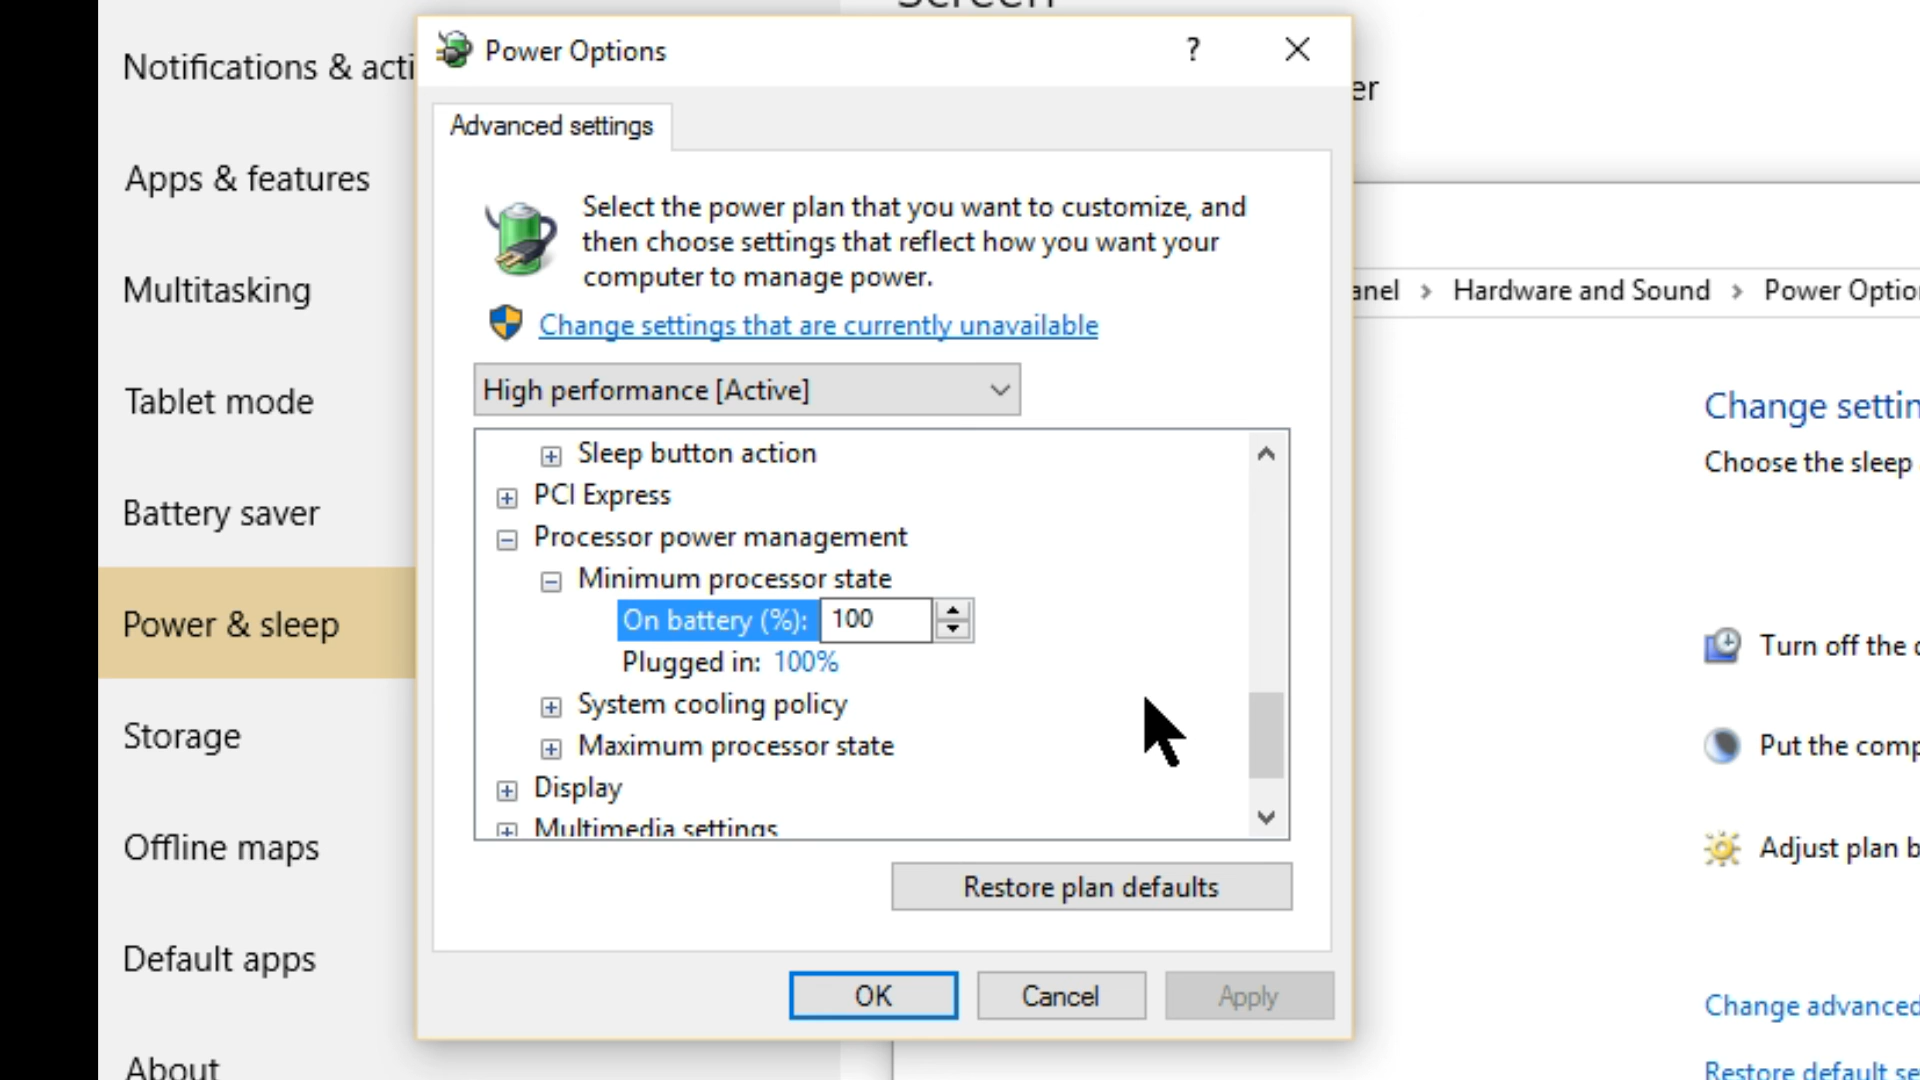 Screen
Notifications & acti
Apps & features
Multitasking
Tablet mode
Battery saver
Power & sleep
Storage
Offline maps
Default apps
About
Power Options
?
Advanced settings
Select the power plan that you want to customize, and
then choose settings that reflect how you want your
computer to manage power.
Change settings that are currently unavailable
High performance [Active]
Sleep button action
PCI Express
Processor power management
Minimum processor state
On battery (%): 100
Plugged in: 100%
System cooling policy
Maximum processor state
Display
Multimedia settings
Restore plan defaults
OK
Cancel
Apply
er
anel > Hardware and Sound > Power Optio
Change settin
Choose the sleep
Turn off the
Put the comp
Adjust plan b
Change advanced
Restore default se